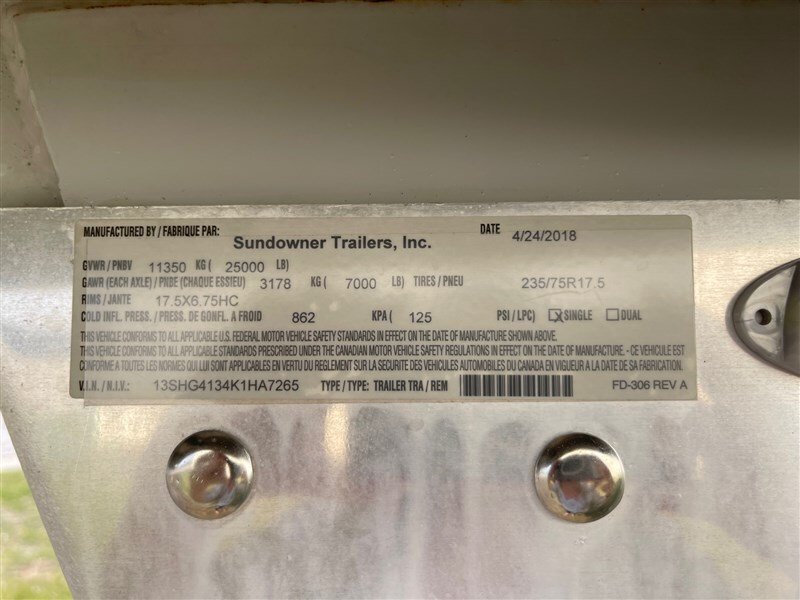 MANUFACTURED BY / FABRIQUE PAR: Sundowner Trailers, Inc. DATE 4/24/2018
GVWR / PNBV 11350 KG ( 25000 LB)
GAWR (EACH AXLE) / PNBE (CHAQUE ESSIEU) 3178 KG ( 7000 LB) TIRES / PNEU 235/75R17.5
RIMS / JANTE 17.5X6.75HC
COLD INFL. PRESS. / PRESS. DE GONFL. A FROID 862 KPA ( 125 PSI / LPC) SINGLE DUAL
THIS VEHICLE CONFORMS TO ALL APPLICABLE U.S. FEDERAL MOTOR VEHICLE SAFETY STANDARDS IN EFFECT ON THE DATE OF MANUFACTURE SHOWN ABOVE.
THIS VEHICLE CONFORMS TO ALL APPLICABLE STANDARDS PRESCRIBED UNDER THE CANADIAN MOTOR VEHICLE SAFETY REGULATIONS IN EFFECT ON THE DATE OF MANUFACTURE. - CE VEHICULE EST
CONFORME A TOUTES LES NORMES QUI LUI SONT APPLICABLES EN VERTU DU REGLEMENT SUR LA SECURITE DES VEHICLES AUTOMOBILES DU CANADA EN VIGUEUR A LA DATE DE SA FABRICATION.
V.I.N. / N.I.V.: 13SHG4134K1HA7265 TYPE / TYPE: TRAILER TRA / REM FD-306 REV A